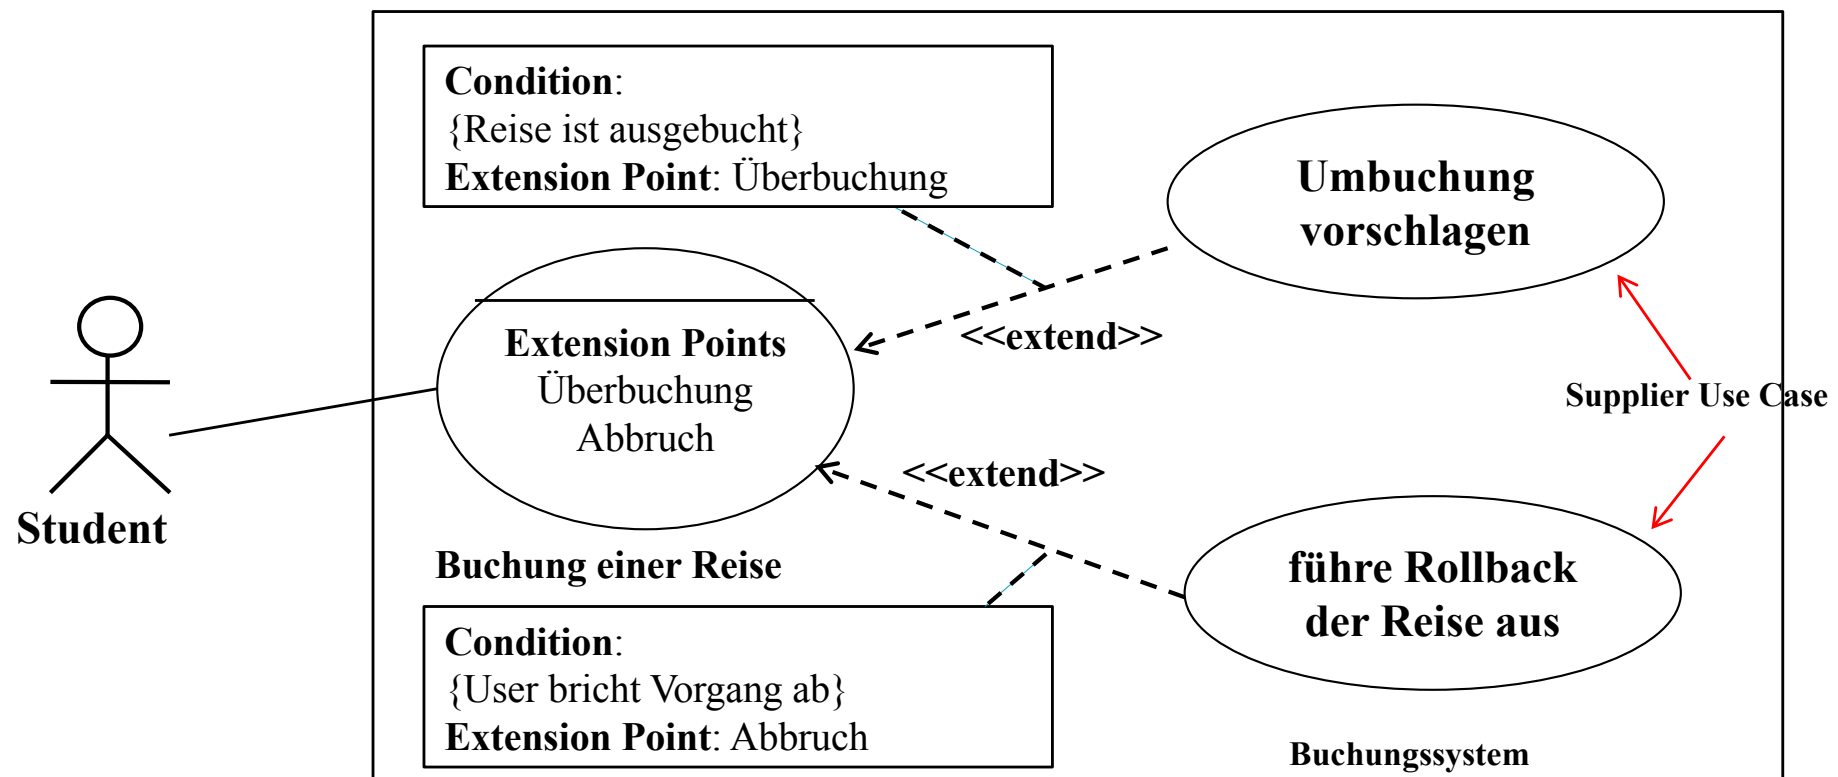 Condition:
{Reise ist ausgebucht}
Extension Point: Überbuchung
Umbuchung
vorschlagen
<<extend>>
Extension Points
Überbuchung
Abbruch
Supplier Use Case
<<extend>>
Student
Buchung einer Reise
führe Rollback
der Reise aus
Condition:
{User bricht Vorgang ab}
Extension Point: Abbruch
Buchungssystem